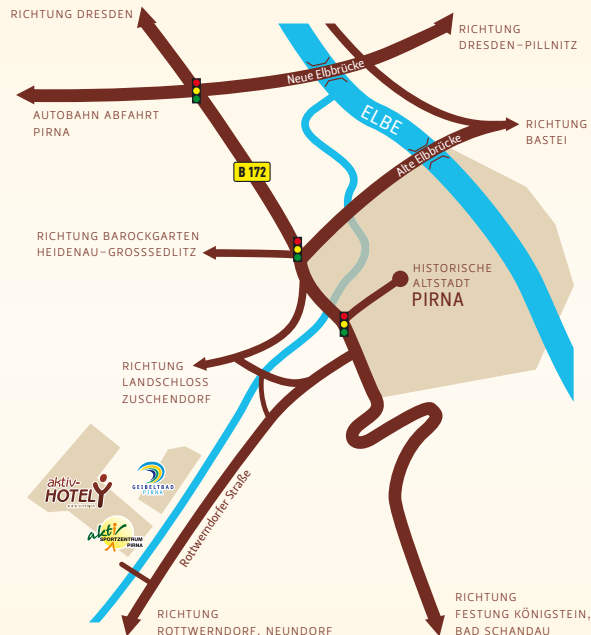 RICHTUNG DRESDEN
RICHTUNG
DRESDEN-PILLNITZ
Neue Elbbrücke
AUTOBAHN ABFAHRT
PIRNA
ELBE
RICHTUNG
BASTEI
Alte Elbbrücke
B 172
RICHTUNG BAROCKGARTEN
HEIDENAU-GROSSSEDLITZ
HISTORISCHE
ALTSTADT
PIRNA
RICHTUNG
LANDSCHLOSS
ZUSCHENDORF
aktiv-
HOTEL
GEIBELTBAD
PIRNA
aktiv
SPORTZENTRUM
PIRNA
Rottwerndorfer Straße
RICHTUNG
ROTTWERNDORF, NEUNDORF
RICHTUNG
FESTUNG KÖNIGSTEIN,
BAD SCHANDAU